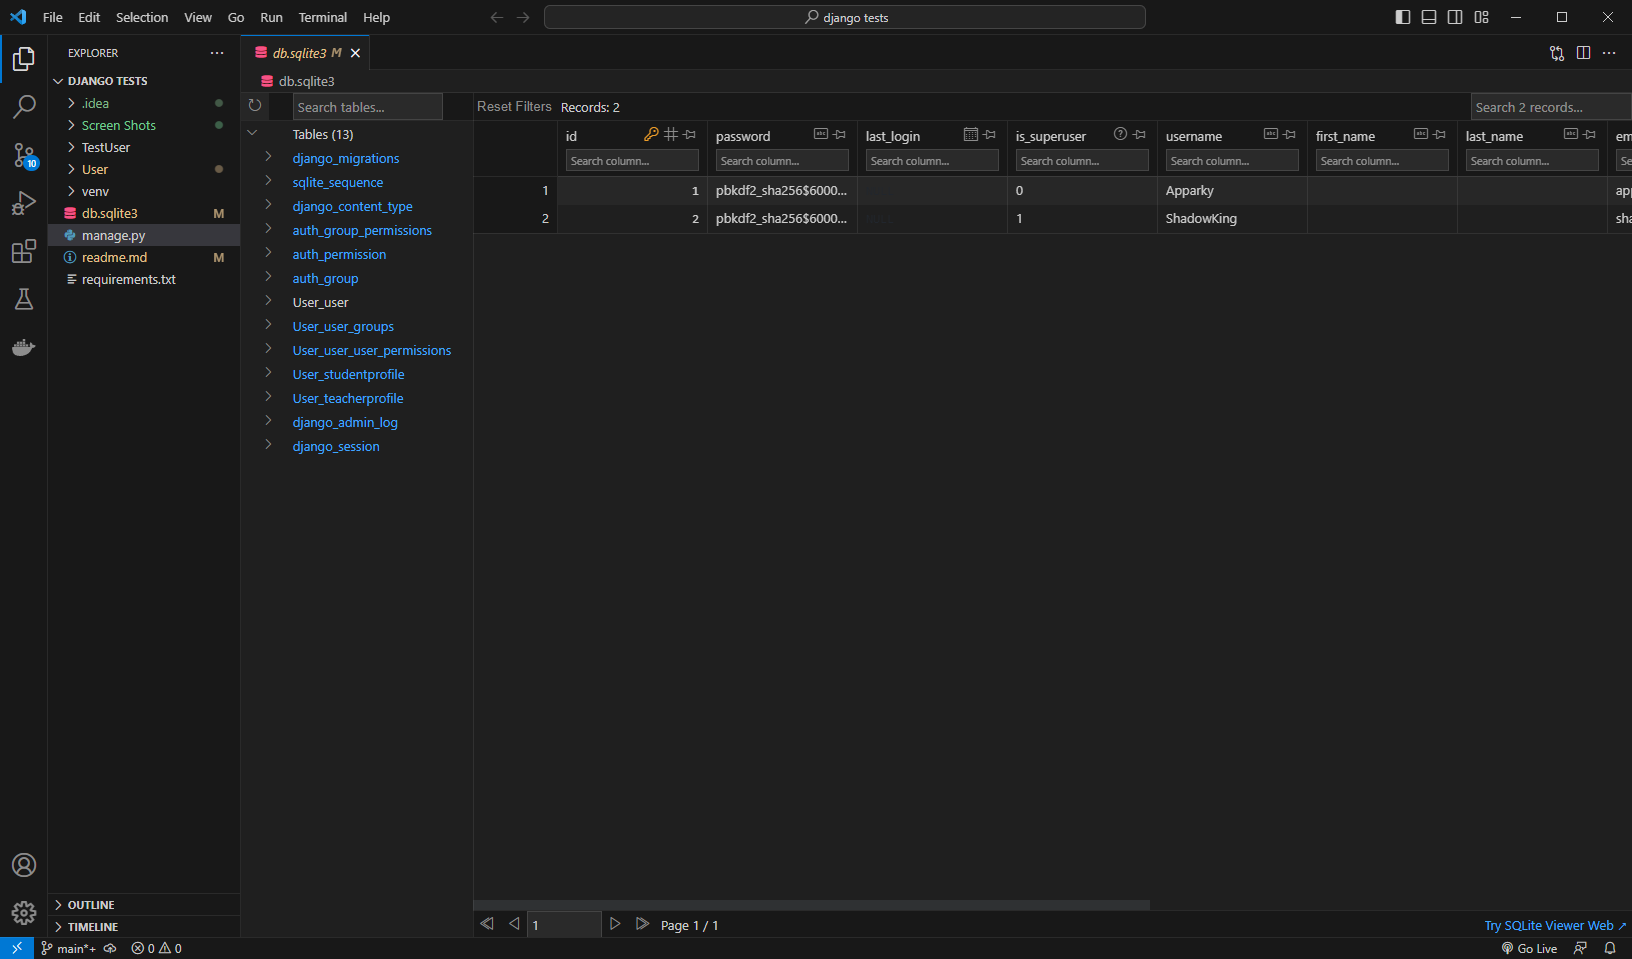 File Edit Selection View Go Run Terminal Help
django tests
EXPLORER
DJANGO TESTS
.idea
Screen Shots
TestUser
User
venv
db.sqlite3 M
manage.py
readme.md M
requirements.txt
OUTLINE
TIMELINE
10
db.sqlite3 M
db.sqlite3
Search tables...
Tables (13)
django_migrations
sqlite_sequence
django_content_type
auth_group_permissions
auth_permission
auth_group
User_user
User_user_groups
User_user_user_permissions
User_studentprofile
User_teacherprofile
django_admin_log
django_session
Reset Filters Records: 2
Search 2 records...
id password last_login is_superuser username first_name last_name em
Search column... Search column... Search column... Search column... Search column... Search column... Search column... Se
1 1 pbkdf2_sha256$6000... 0 Apparky app
2 2 pbkdf2_sha256$6000... 1 ShadowKing sha
1 Page 1 / 1
Try SQLite Viewer Web
main*+ 0 0
Go Live